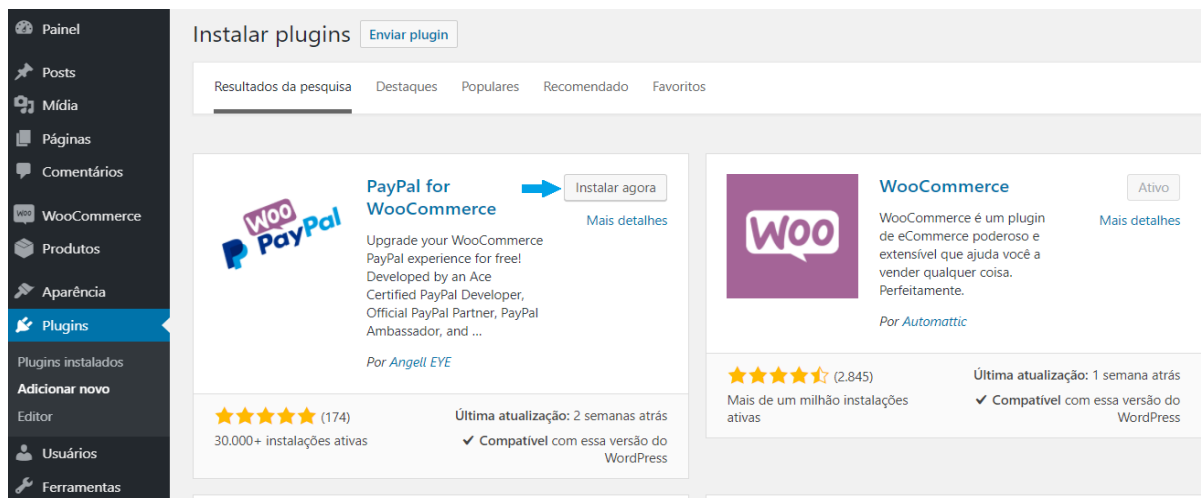 Painel
Posts
Mídia
Páginas
Comentários
WOO
WooCommerce
Produtos
Aparência
Plugins
Plugins instalados
Adicionar novo
Editor
Usuários
Ferramentas
Instalar plugins
Enviar plugin
Resultados da pesquisa
Destaques
Populares
Recomendado
Favoritos
WOO
PayPal
PayPal for
WooCommerce
Instalar agora
Mais detalhes
Upgrade your WooCommerce
PayPal experience for free!
Developed by an Ace
Certified PayPal Developer,
Official PayPal Partner, PayPal
Ambassador, and ...
Por Angell EYE
(174)
30.000+ instalações ativas
Última atualização: 2 semanas atrás
Compatível com essa versão do
WordPress
WOO
WooCommerce
Ativo
Mais detalhes
WooCommerce é um plugin
de eCommerce poderoso e
extensível que ajuda você a
vender qualquer coisa.
Perfeitamente.
Por Automattic
(2.845)
Mais de um milhão instalações
ativas
Última atualização: 1 semana atrás
Compatível com essa versão do
WordPress